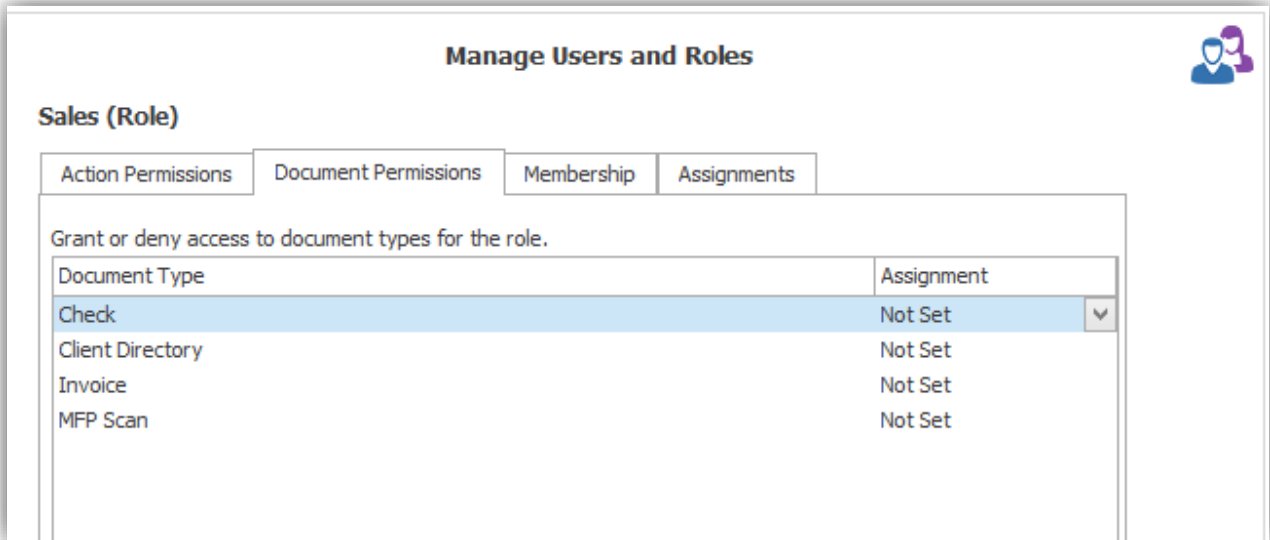 Manage Users and Roles
Sales (Role)
Action Permissions Document Permissions Membership Assignments
Grant or deny access to document types for the role.
Document Type Assignment
Check Not Set
Client Directory Not Set
Invoice Not Set
MFP Scan Not Set